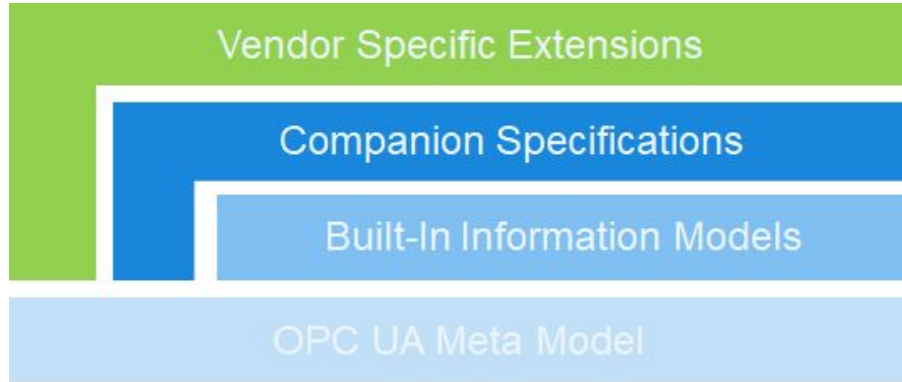 Vendor Specific Extensions
Companion Specifications
Built-In Information Models
OPC UA Meta Model